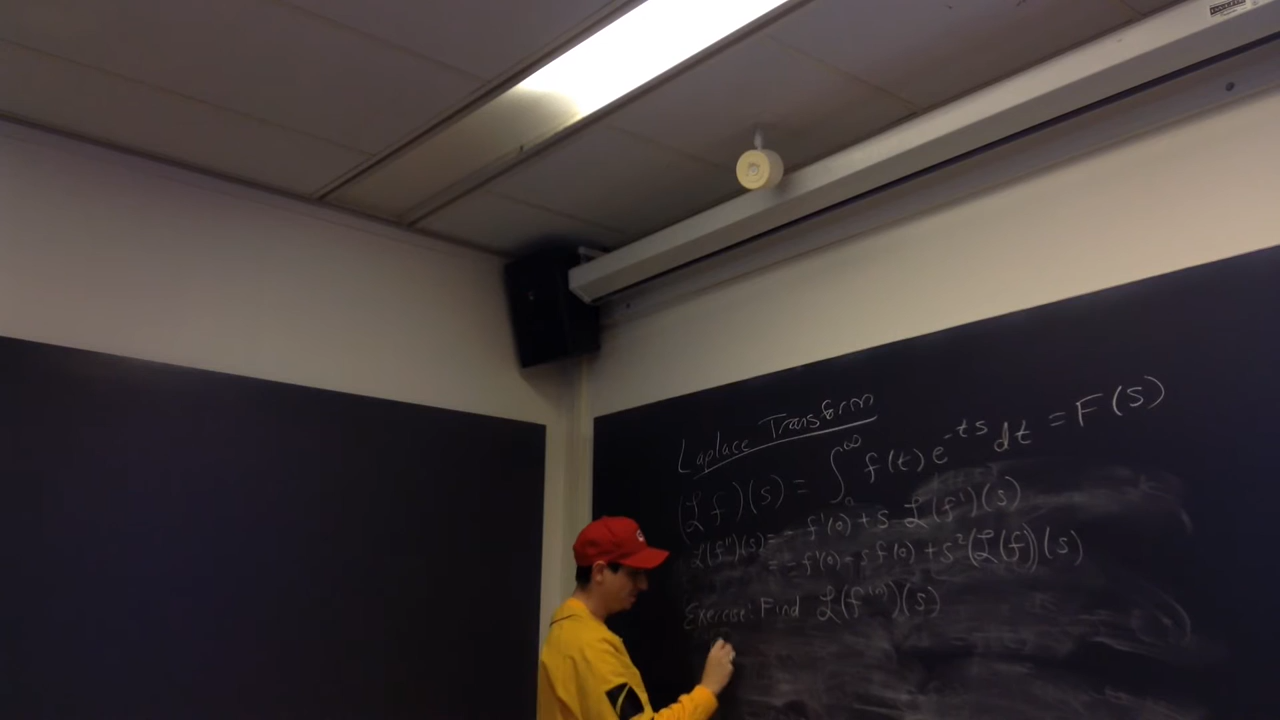 Laplace Transform
(ℒf)(s) = ∫₀^∞ f(t) e^{-ts} dt = F(s)
ℒ(f'')(s) = - f'(0) + s ℒ(f')(s)
= - f'(0) - s f(0) + s²(ℒ(f))(s)
Exercise: Find ℒ(f⁽ⁿ⁾)(s)